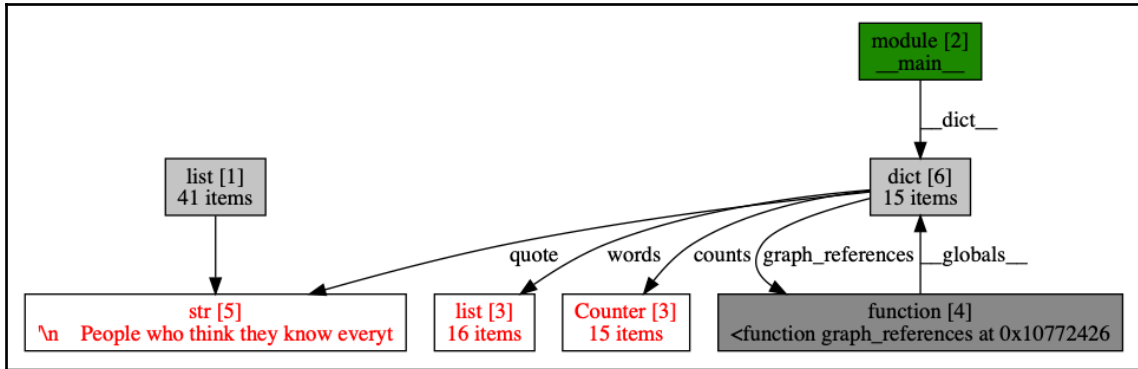 module [2]
__main__
__dict__
list [1]
41 items
dict [6]
15 items
quote
words
counts
graph_references
__globals__
str [5]
'\n    People who think they know everyt
list [3]
16 items
Counter [3]
15 items
function [4]
<function graph_references at 0x10772426